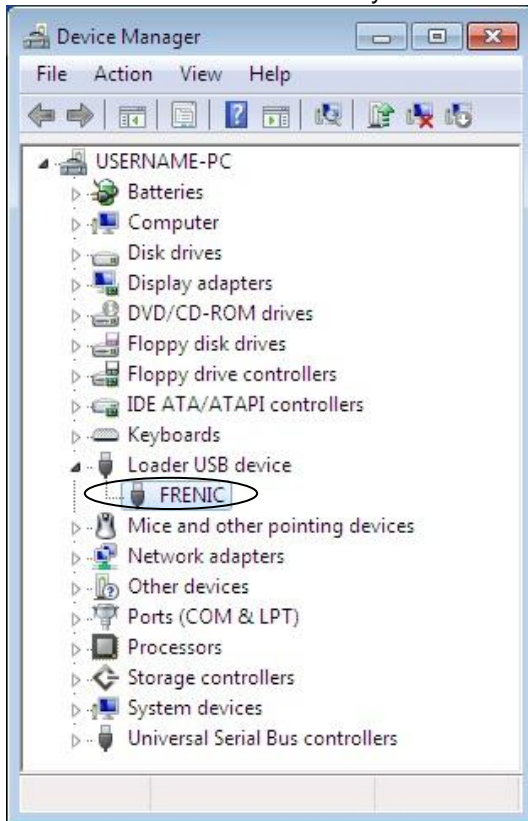 Device Manager
File Action View Help
USERNAME-PC
Batteries
Computer
Disk drives
Display adapters
DVD/CD-ROM drives
Floppy disk drives
Floppy drive controllers
IDE ATA/ATAPI controllers
Keyboards
Loader USB device
FRENIC
Mice and other pointing devices
Network adapters
Other devices
Ports (COM & LPT)
Processors
Storage controllers
System devices
Universal Serial Bus controllers